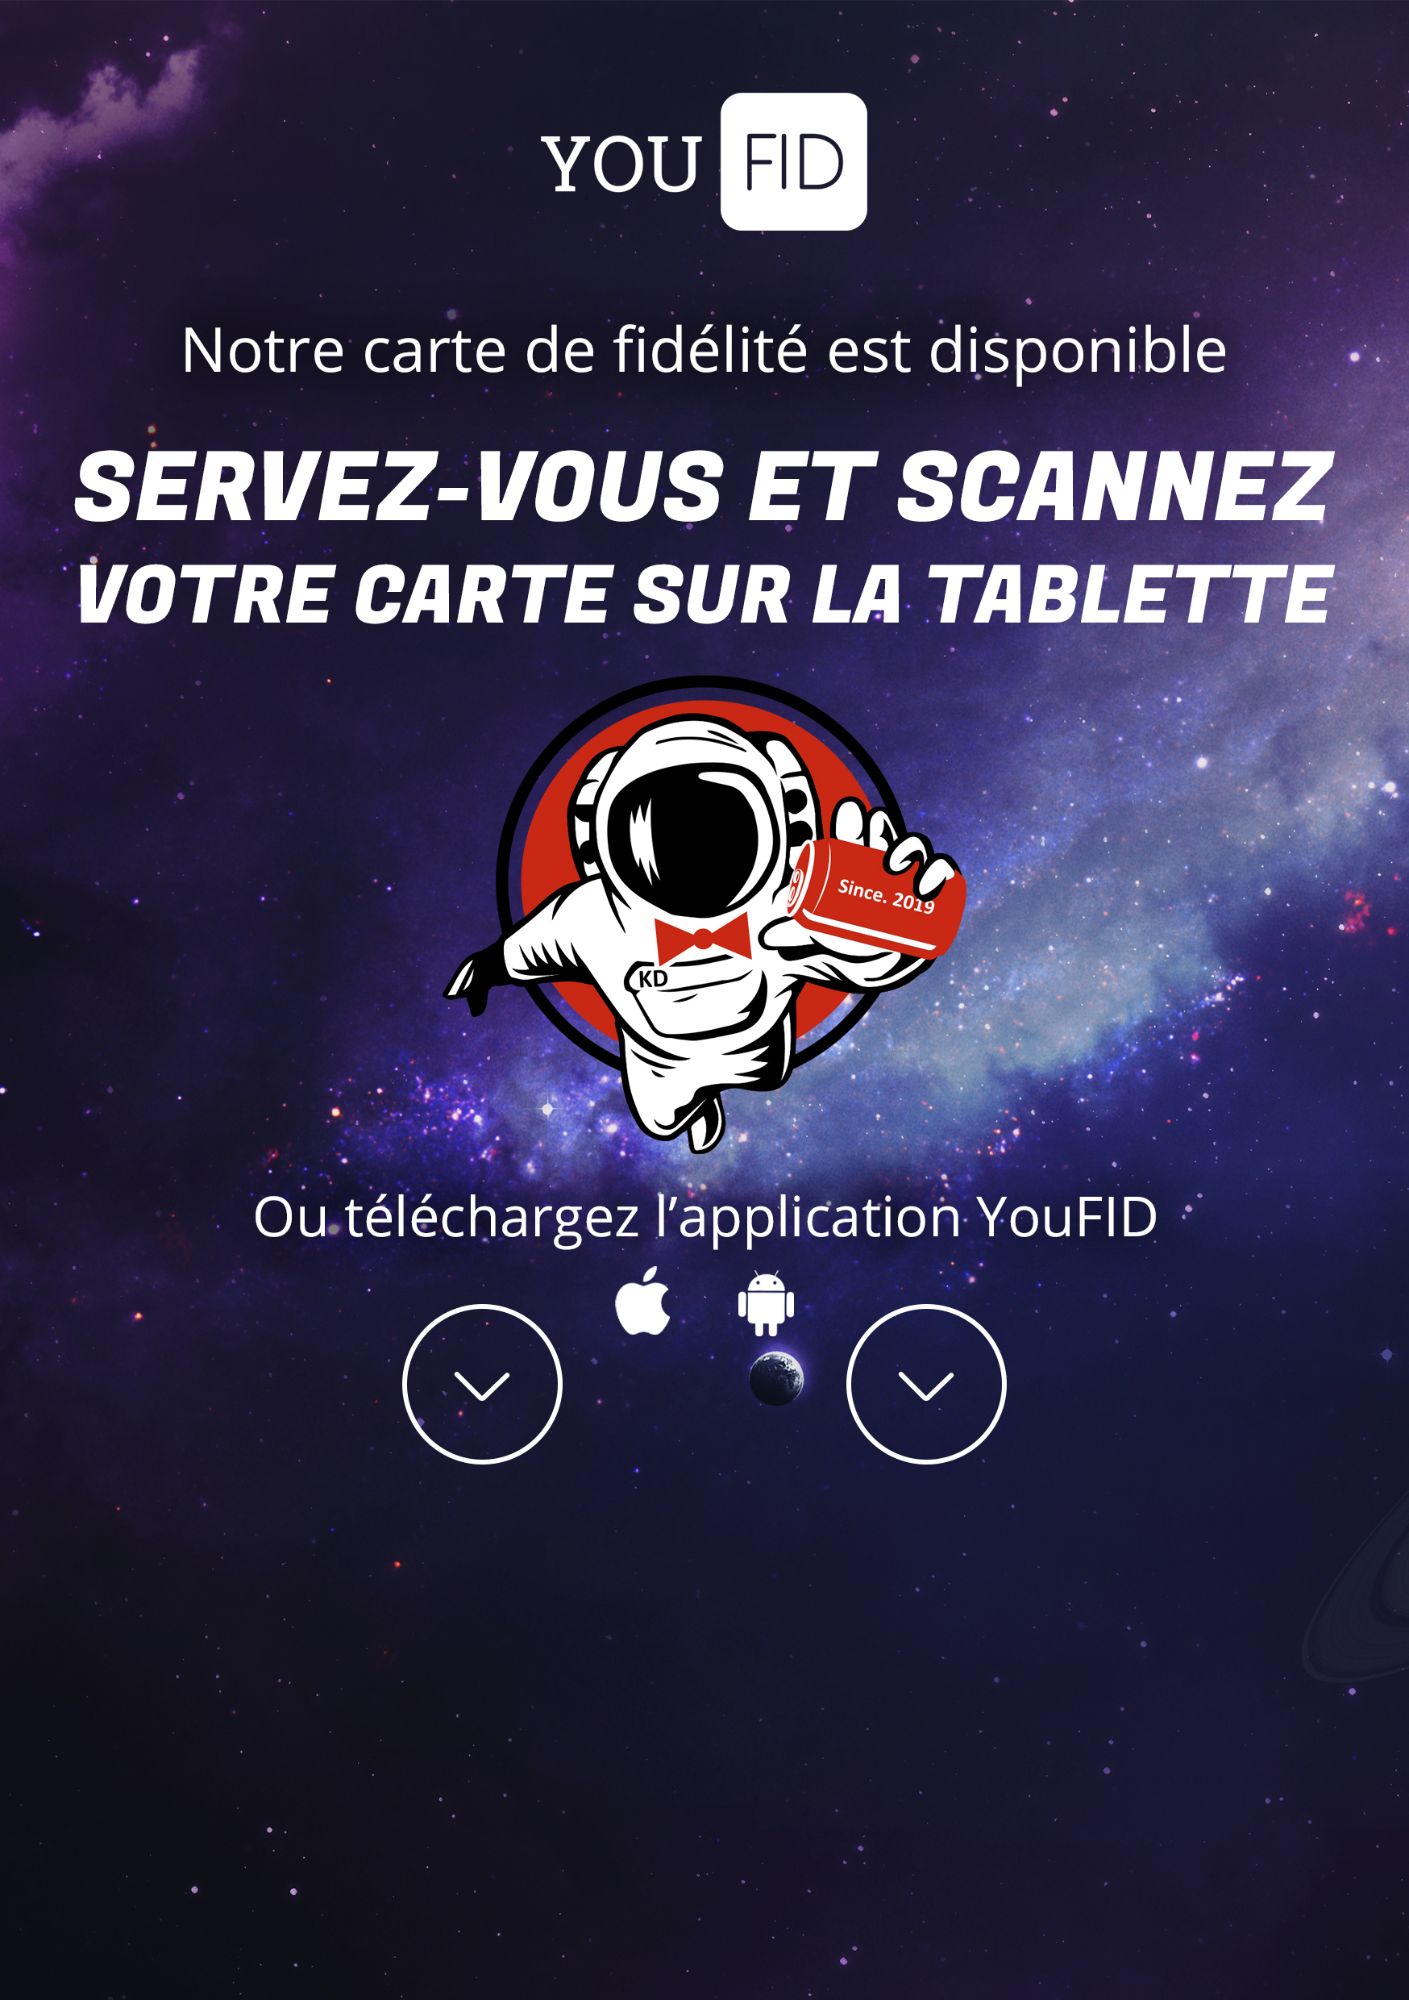 YOU FID
Notre carte de fidélité est disponible
SERVEZ-VOUS ET SCANNEZ
VOTRE CARTE SUR LA TABLETTE
Since. 2019
KD
Ou téléchargez l’application YouFID